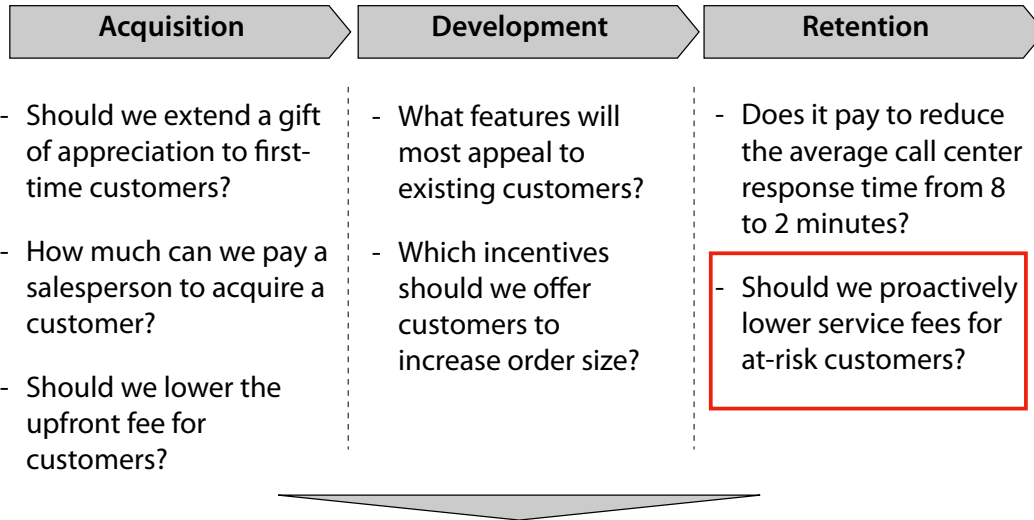 Acquisition
Development
Retention
- Should we extend a gift
of appreciation to first-
time customers?
- How much can we pay a
salesperson to acquire a
customer?
- Should we lower the
upfront fee for
customers?
- What features will
most appeal to
existing customers?
- Which incentives
should we offer
customers to
increase order size?
- Does it pay to reduce
the average call center
response time from 8
to 2 minutes?
- Should we proactively
lower service fees for
at-risk customers?